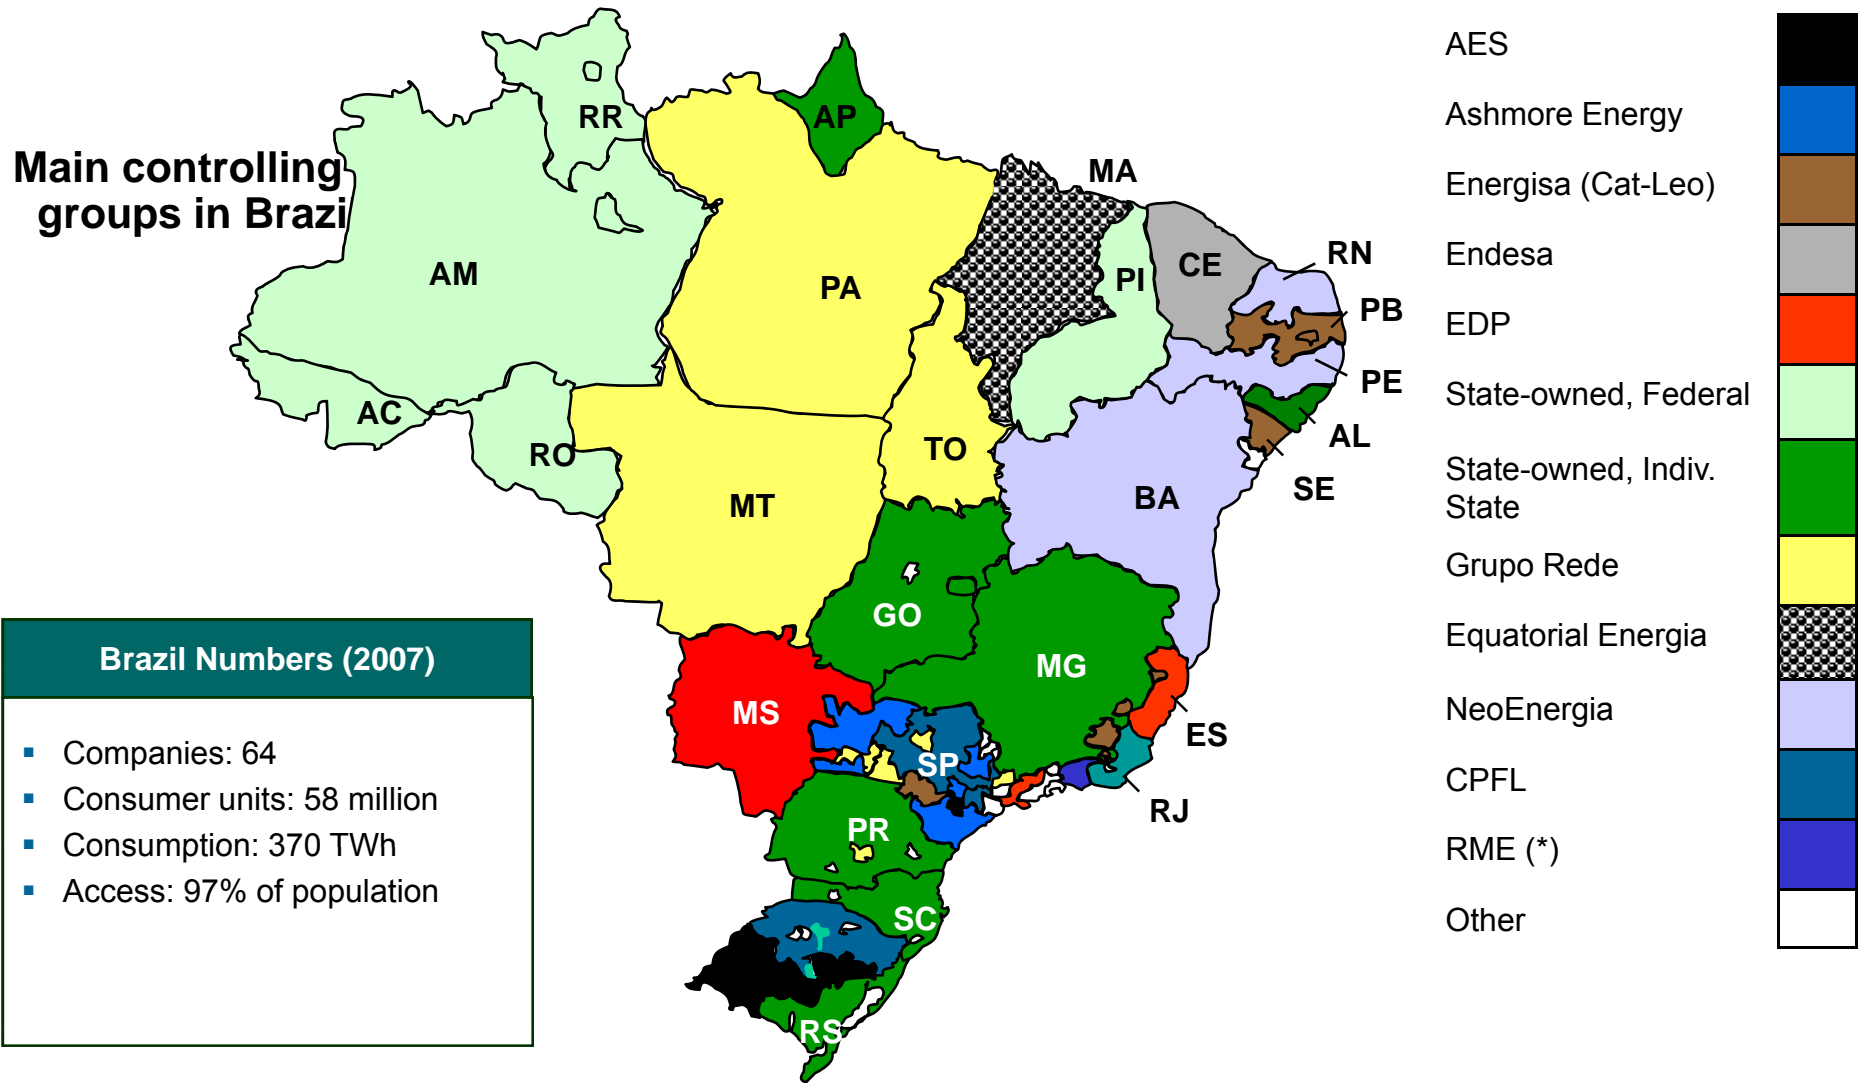 Main controlling
groups in Brazi
RR
AP
MA
AM
PA
PI
CE
RN
PB
PE
AC
RO
TO
AL
SE
MT
BA
GO
MG
MS
ES
SP
RJ
PR
SC
RS
Brazil Numbers (2007)
▪ Companies: 64
▪ Consumer units: 58 million
▪ Consumption: 370 TWh
▪ Access: 97% of population
AES
Ashmore Energy
Energisa (Cat-Leo)
Endesa
EDP
State-owned, Federal
State-owned, Indiv.
State
Grupo Rede
Equatorial Energia
NeoEnergia
CPFL
RME (*)
Other